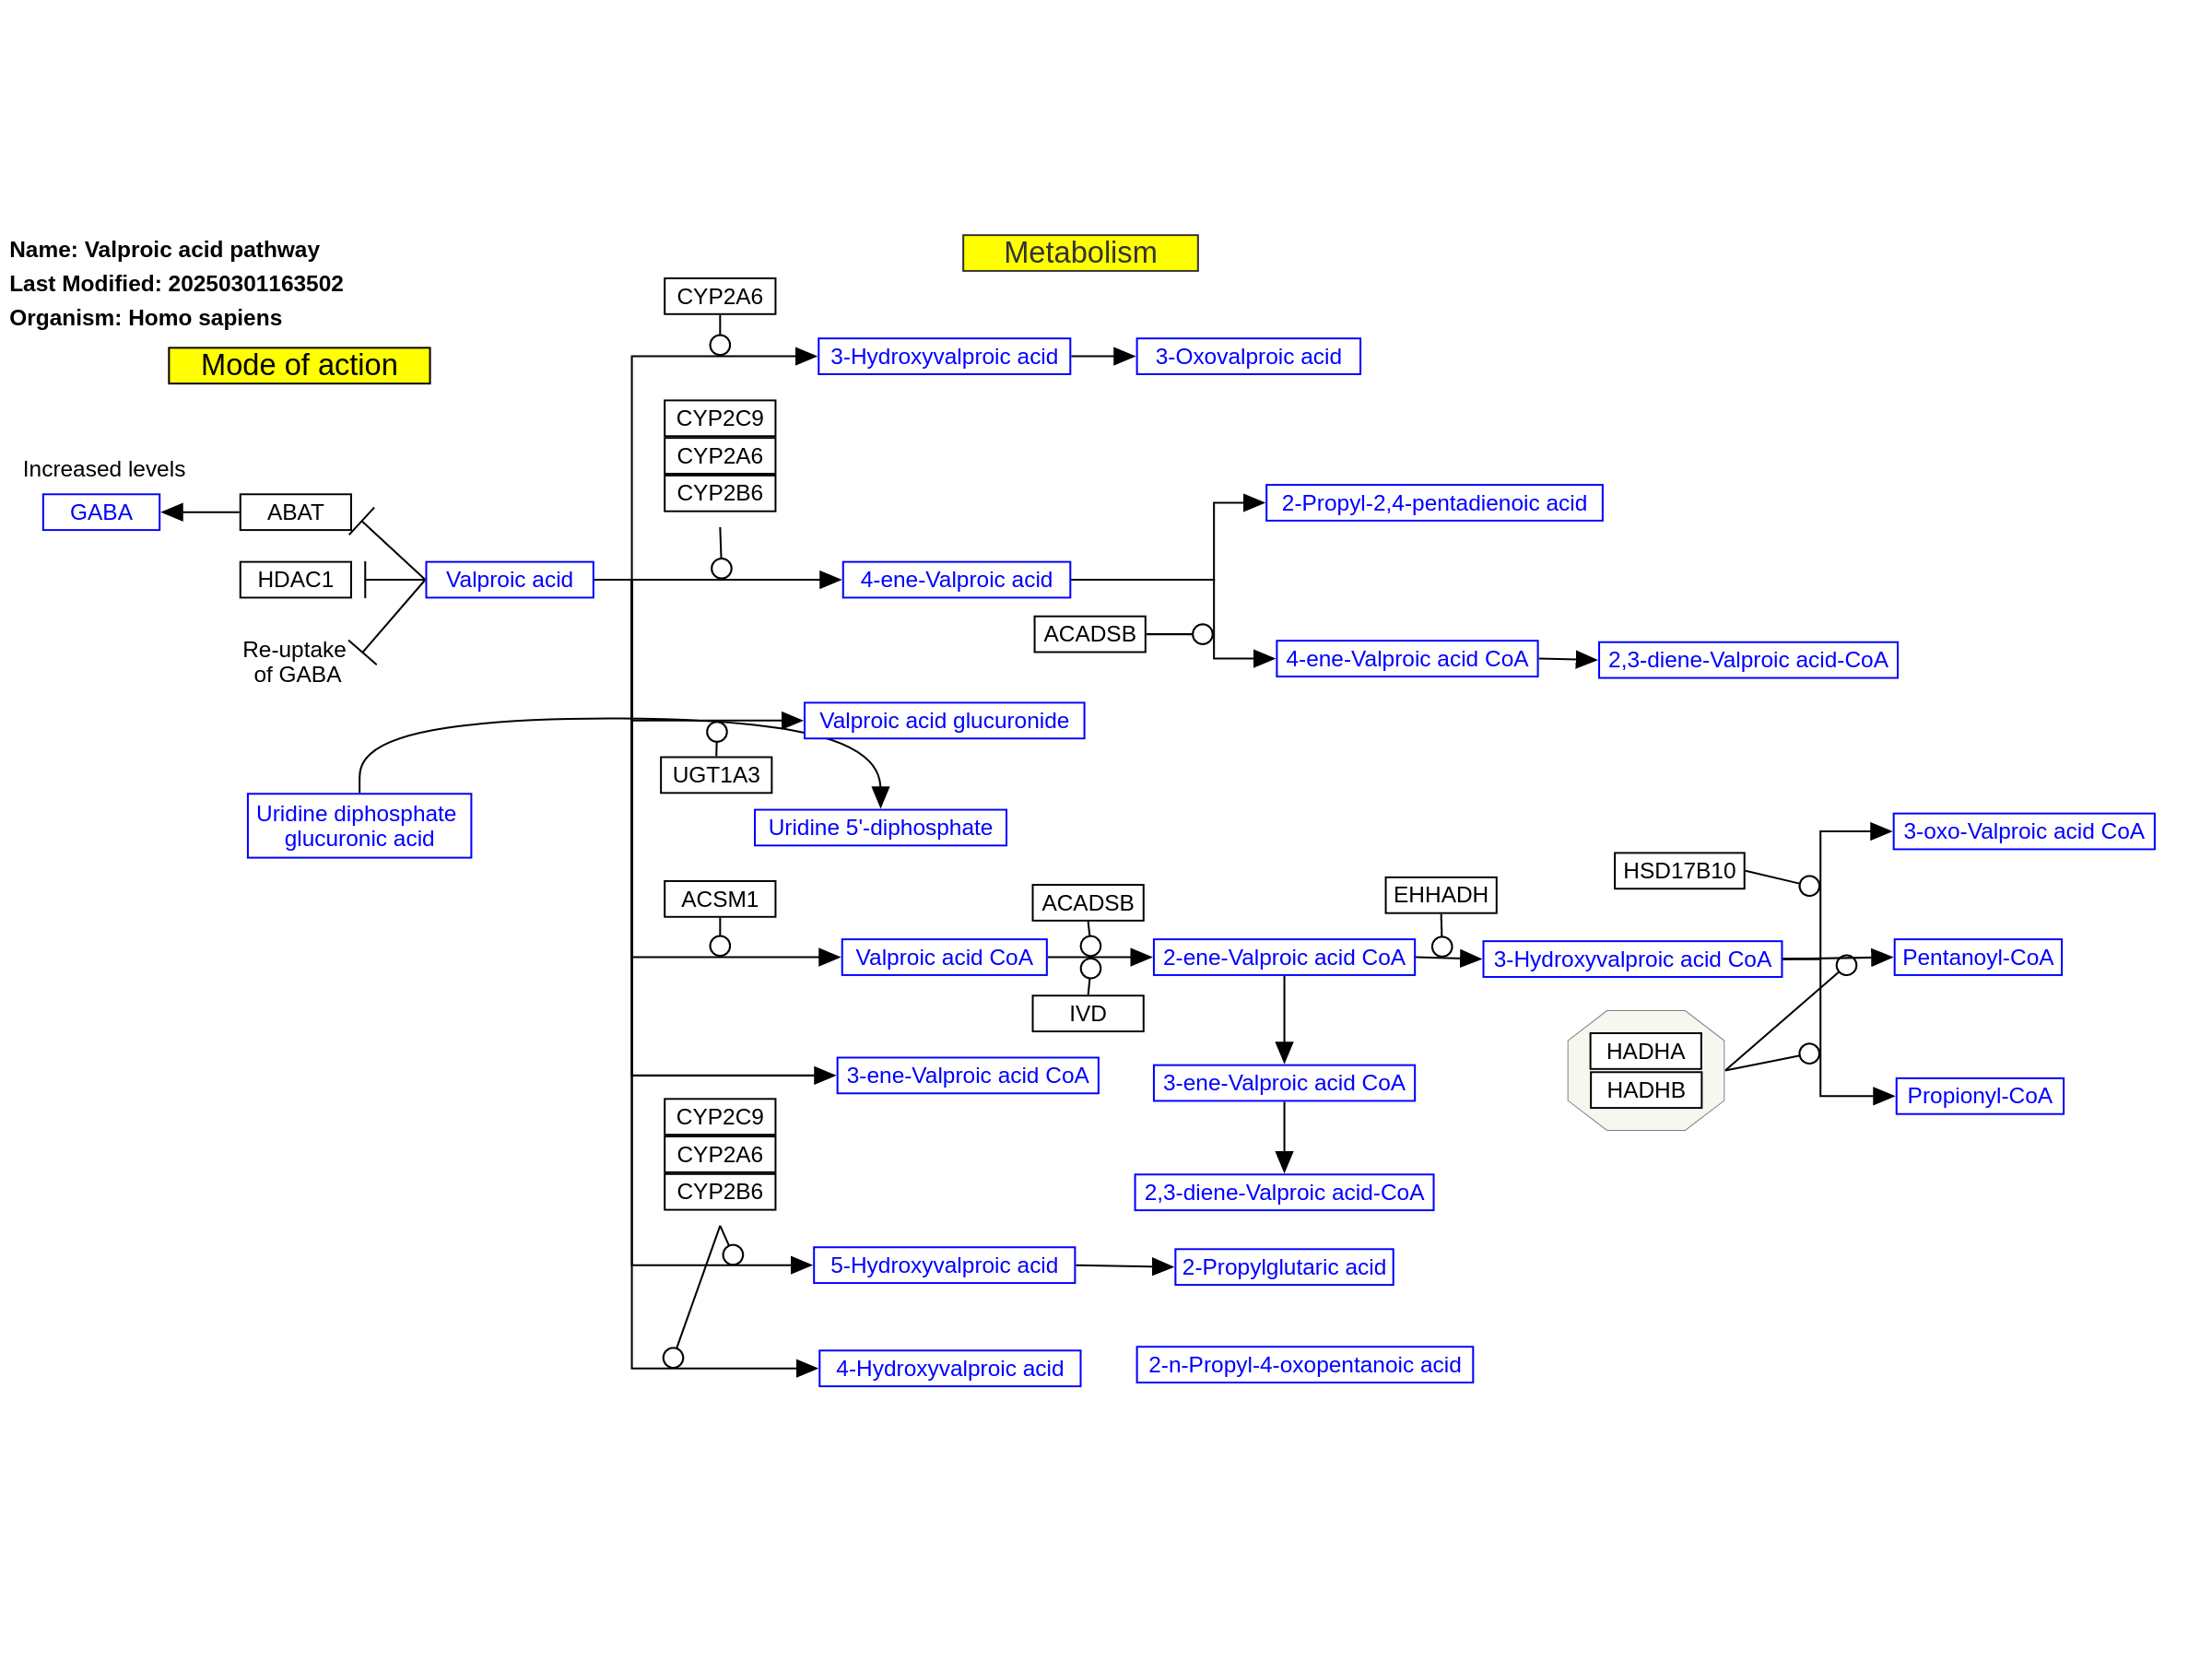 Name: Valproic acid pathway
Last Modified: 20250301163502
Organism: Homo sapiens
Metabolism
Mode of action
CYP2A6
3-Hydroxyvalproic acid
3-Oxovalproic acid
CYP2C9
CYP2A6
CYP2B6
Increased levels
GABA
ABAT
HDAC1
Valproic acid
Re-uptake
of GABA
4-ene-Valproic acid
2-Propyl-2,4-pentadienoic acid
ACADSB
4-ene-Valproic acid CoA
2,3-diene-Valproic acid-CoA
Valproic acid glucuronide
UGT1A3
Uridine diphosphate
glucuronic acid
Uridine 5'-diphosphate
ACSM1
Valproic acid CoA
ACADSB
IVD
2-ene-Valproic acid CoA
EHHADH
3-Hydroxyvalproic acid CoA
HSD17B10
3-oxo-Valproic acid CoA
Pentanoyl-CoA
HADHA
HADHB
Propionyl-CoA
3-ene-Valproic acid CoA
3-ene-Valproic acid CoA
2,3-diene-Valproic acid-CoA
CYP2C9
CYP2A6
CYP2B6
5-Hydroxyvalproic acid
2-Propylglutaric acid
4-Hydroxyvalproic acid
2-n-Propyl-4-oxopentanoic acid